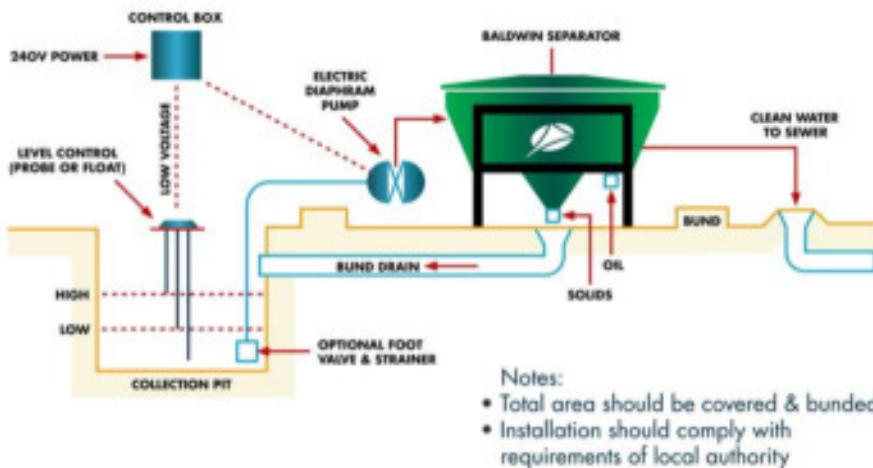 CONTROL BOX
240V POWER
BALDWIN SEPARATOR
ELECTRIC
DIAPHRAM
PUMP
LOW VOLTAGE
CLEAN WATER
TO SEWER
LEVEL CONTROL
(PROBE OR FLOAT)
BUND
BUND DRAIN
OIL
HIGH
SOLIDS
LOW
OPTIONAL FOOT
VALVE & STRAINER
COLLECTION PIT
Notes:
• Total area should be covered & bunded
• Installation should comply with
requirements of local authority